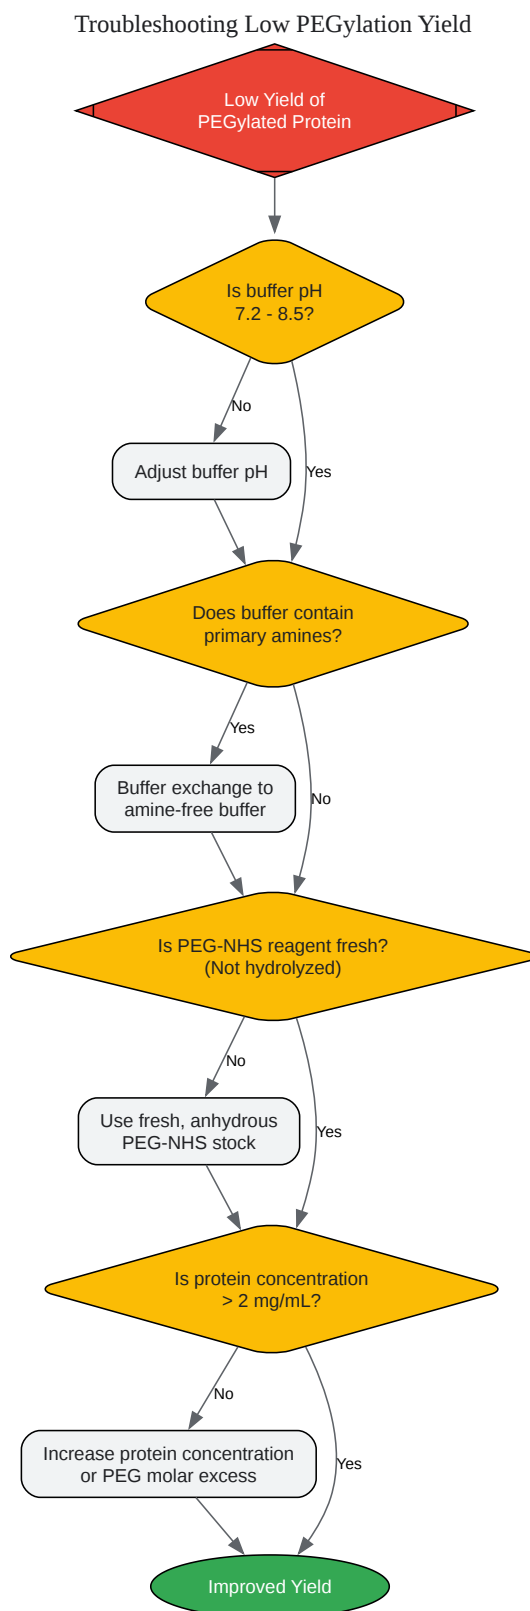 Troubleshooting Low PEGylation Yield
Low Yield of
PEGylated Protein
Is buffer pH
7.2 - 8.5?
No
Adjust buffer pH
Yes
Does buffer contain
primary amines?
Yes
Buffer exchange to
amine-free buffer
No
Is PEG-NHS reagent fresh?
(Not hydrolyzed)
No
Use fresh, anhydrous
PEG-NHS stock
Yes
Is protein concentration
> 2 mg/mL?
No
Increase protein concentration
or PEG molar excess
Yes
Improved Yield